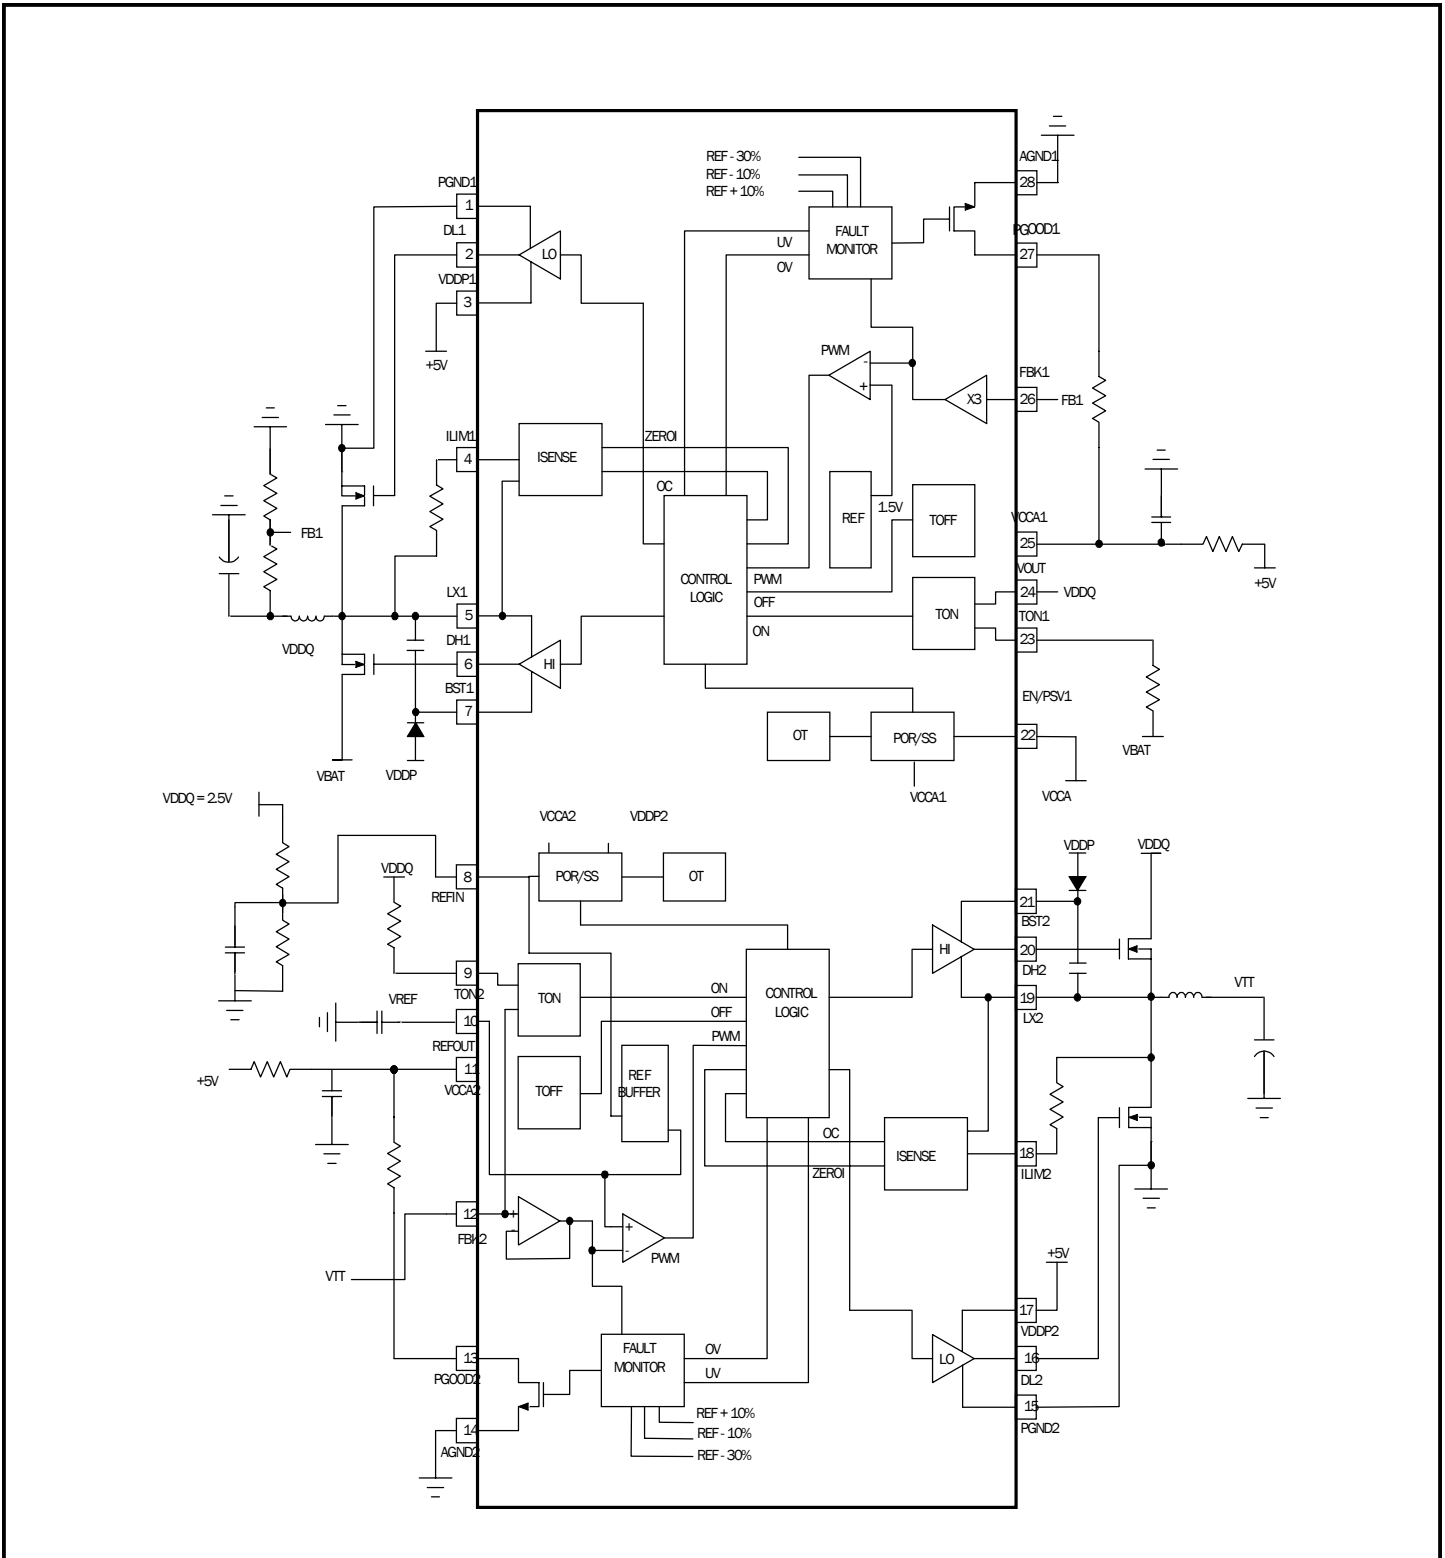 REF - 30%
REF - 10%
REF + 10%
AGND1
28
PGND1
1
FAULT
MONITOR
UV
OV
PGOOD1
27
DL1
2
LO
VDDP1
3
+5V
PWM
-
+
X3
FBK1
26
FB1
ILIM1
4
ISENSE
ZEROI
OC
REF
1.5V
TOFF
FB1
VCCA1
25
+5V
CONTROL
LOGIC
PWM
OFF
ON
VOUT
24
VDDQ
TON
TON1
23
LX1
5
VDDQ
DH1
6
HI
BST1
7
VBAT
VDDP
EN/PSV1
22
OT
POR/SS
VCCA1
VBAT
VCCA
VDDQ = 2.5V
VCCA2
VDDP2
VDDP
VDDQ
VDDQ
8
REFIN
POR/SS
OT
21
BST2
HI
20
DH2
9
TON2
TON
ON
OFF
PWM
CONTROL
LOGIC
19
LX2
VTT
VREF
10
REFOUT
+5V
11
VCCA2
TOFF
REF
BUFFER
OC
ZEROI
ISENSE
18
ILIM2
12
FBK2
+
-
+
-
PWM
VTT
+5V
17
VDDP2
13
PGOOD2
FAULT
MONITOR
OV
UV
LO
16
DL2
14
AGND2
REF + 10%
REF - 10%
REF - 30%
15
PGND2